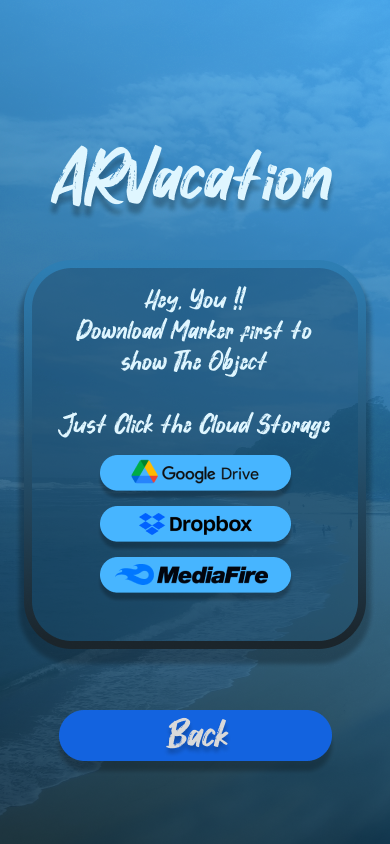 ARVacation
Hey, You !!
Download Marker first to
show The Object
Just Click the Cloud Storage
Google Drive
Dropbox
MediaFire
Back